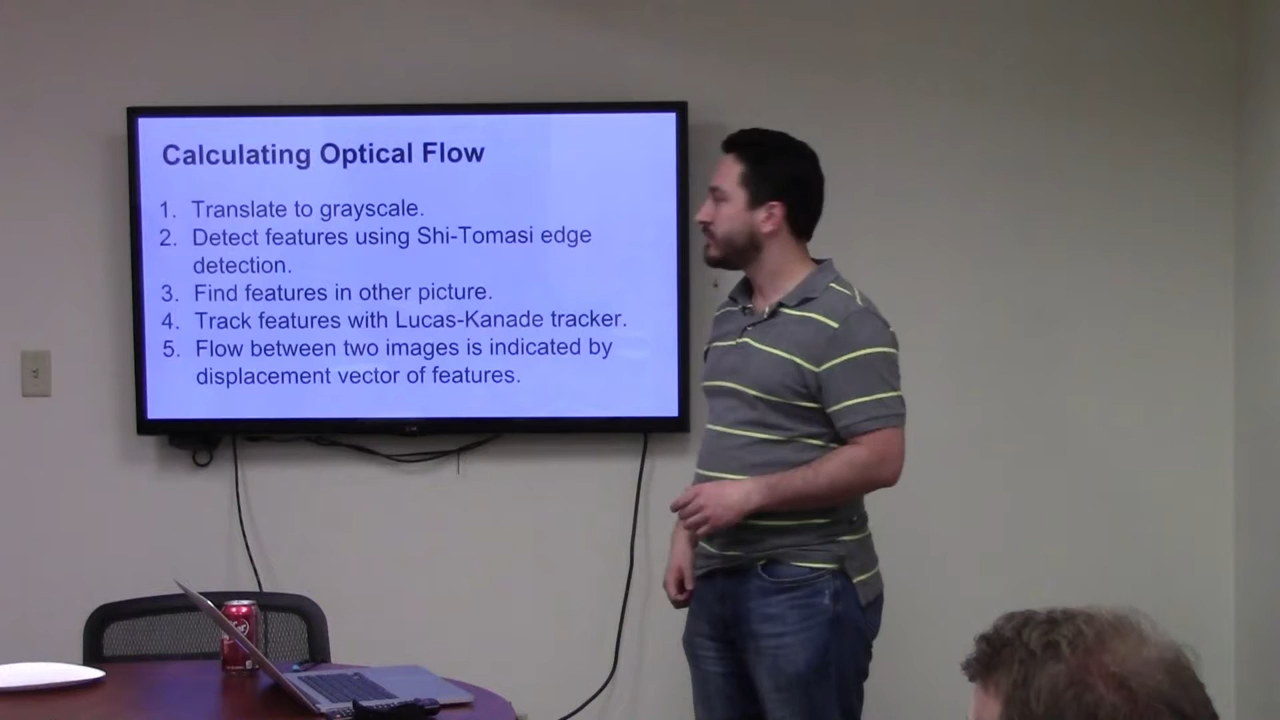 Calculating Optical Flow
1. Translate to grayscale.
2. Detect features using Shi-Tomasi edge
detection.
3. Find features in other picture.
4. Track features with Lucas-Kanade tracker.
5. Flow between two images is indicated by
displacement vector of features.